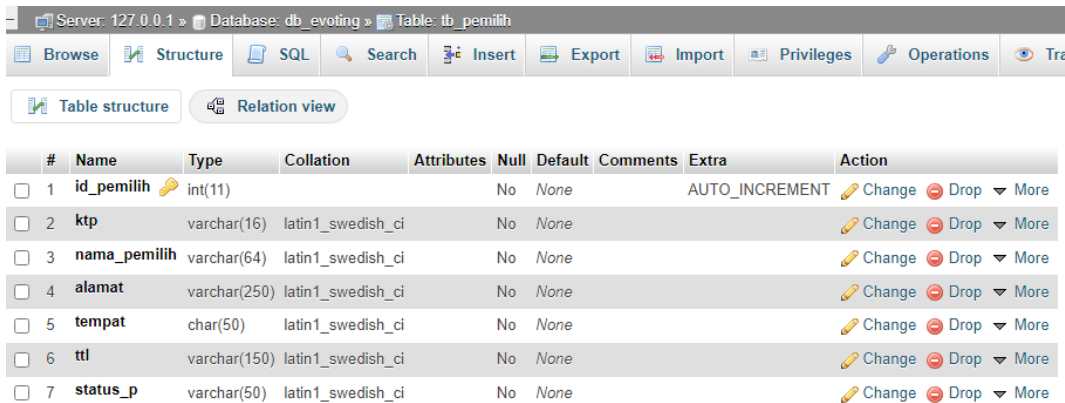 Server: 127.0.0.1 » Database: db_evoting » Table: tb_pemilih
Browse Structure SQL Search Insert Export Import Privileges Operations Tra
Table structure Relation view
# Name Type Collation Attributes Null Default Comments Extra Action
1 id_pemilih int(11) No None AUTO_INCREMENT Change Drop More
2 ktp varchar(16) latin1_swedish_ci No None Change Drop More
3 nama_pemilih varchar(64) latin1_swedish_ci No None Change Drop More
4 alamat varchar(250) latin1_swedish_ci No None Change Drop More
5 tempat char(50) latin1_swedish_ci No None Change Drop More
6 ttl varchar(150) latin1_swedish_ci No None Change Drop More
7 status_p varchar(50) latin1_swedish_ci No None Change Drop More